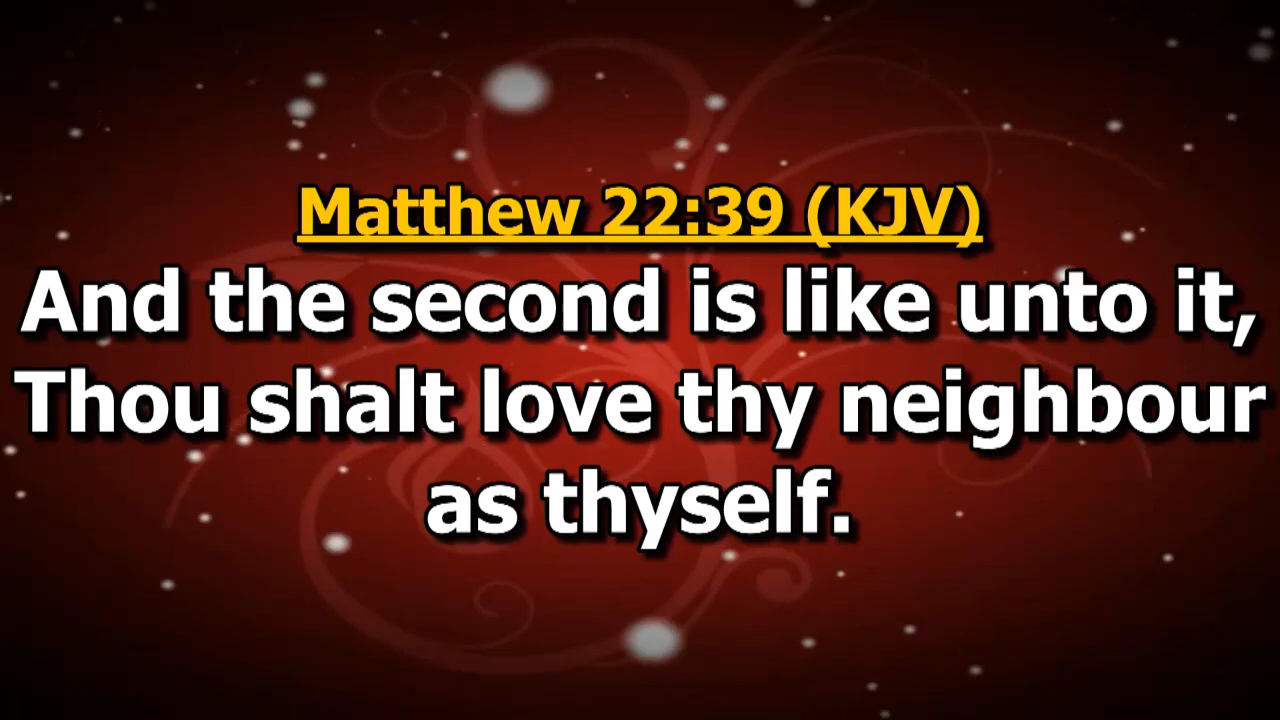 Matthew 22:39 (KJV)
And the second is like unto it,
Thou shalt love thy neighbour
as thyself.